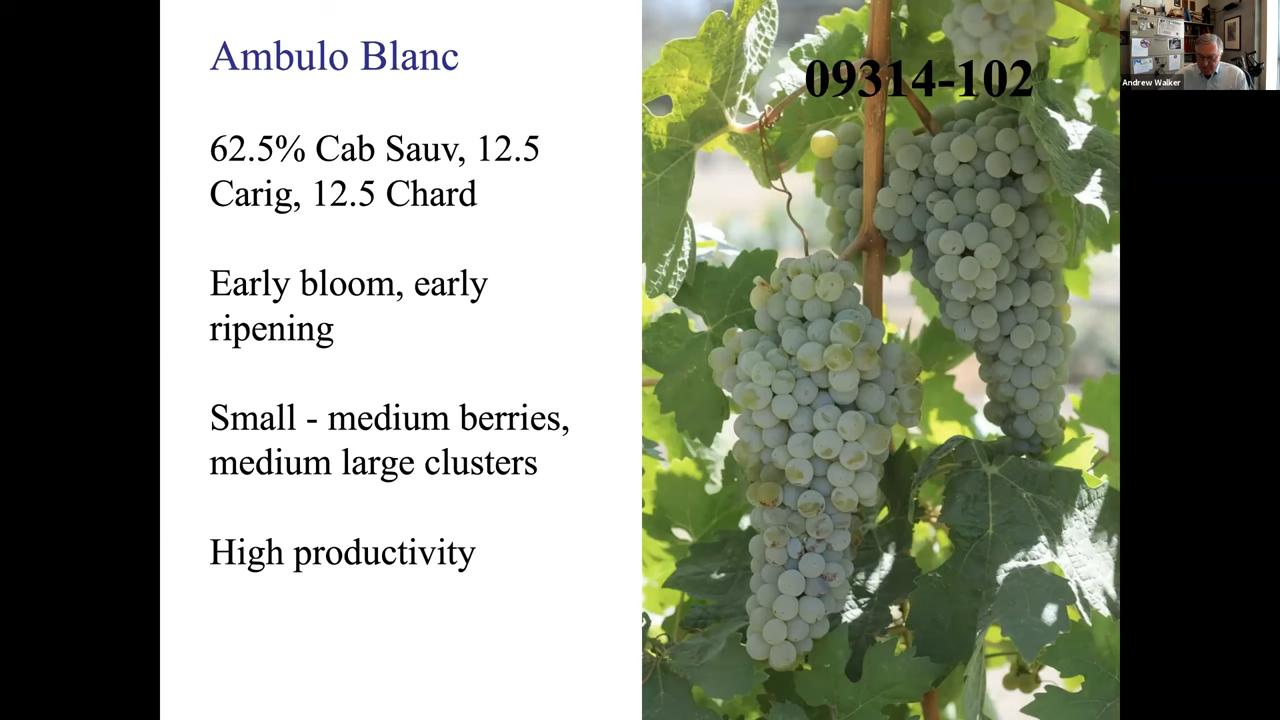 Ambulo Blanc
62.5% Cab Sauv, 12.5
Carig, 12.5 Chard
Early bloom, early
ripening
Small - medium berries,
medium large clusters
High productivity
09314-102
Andrew Walker